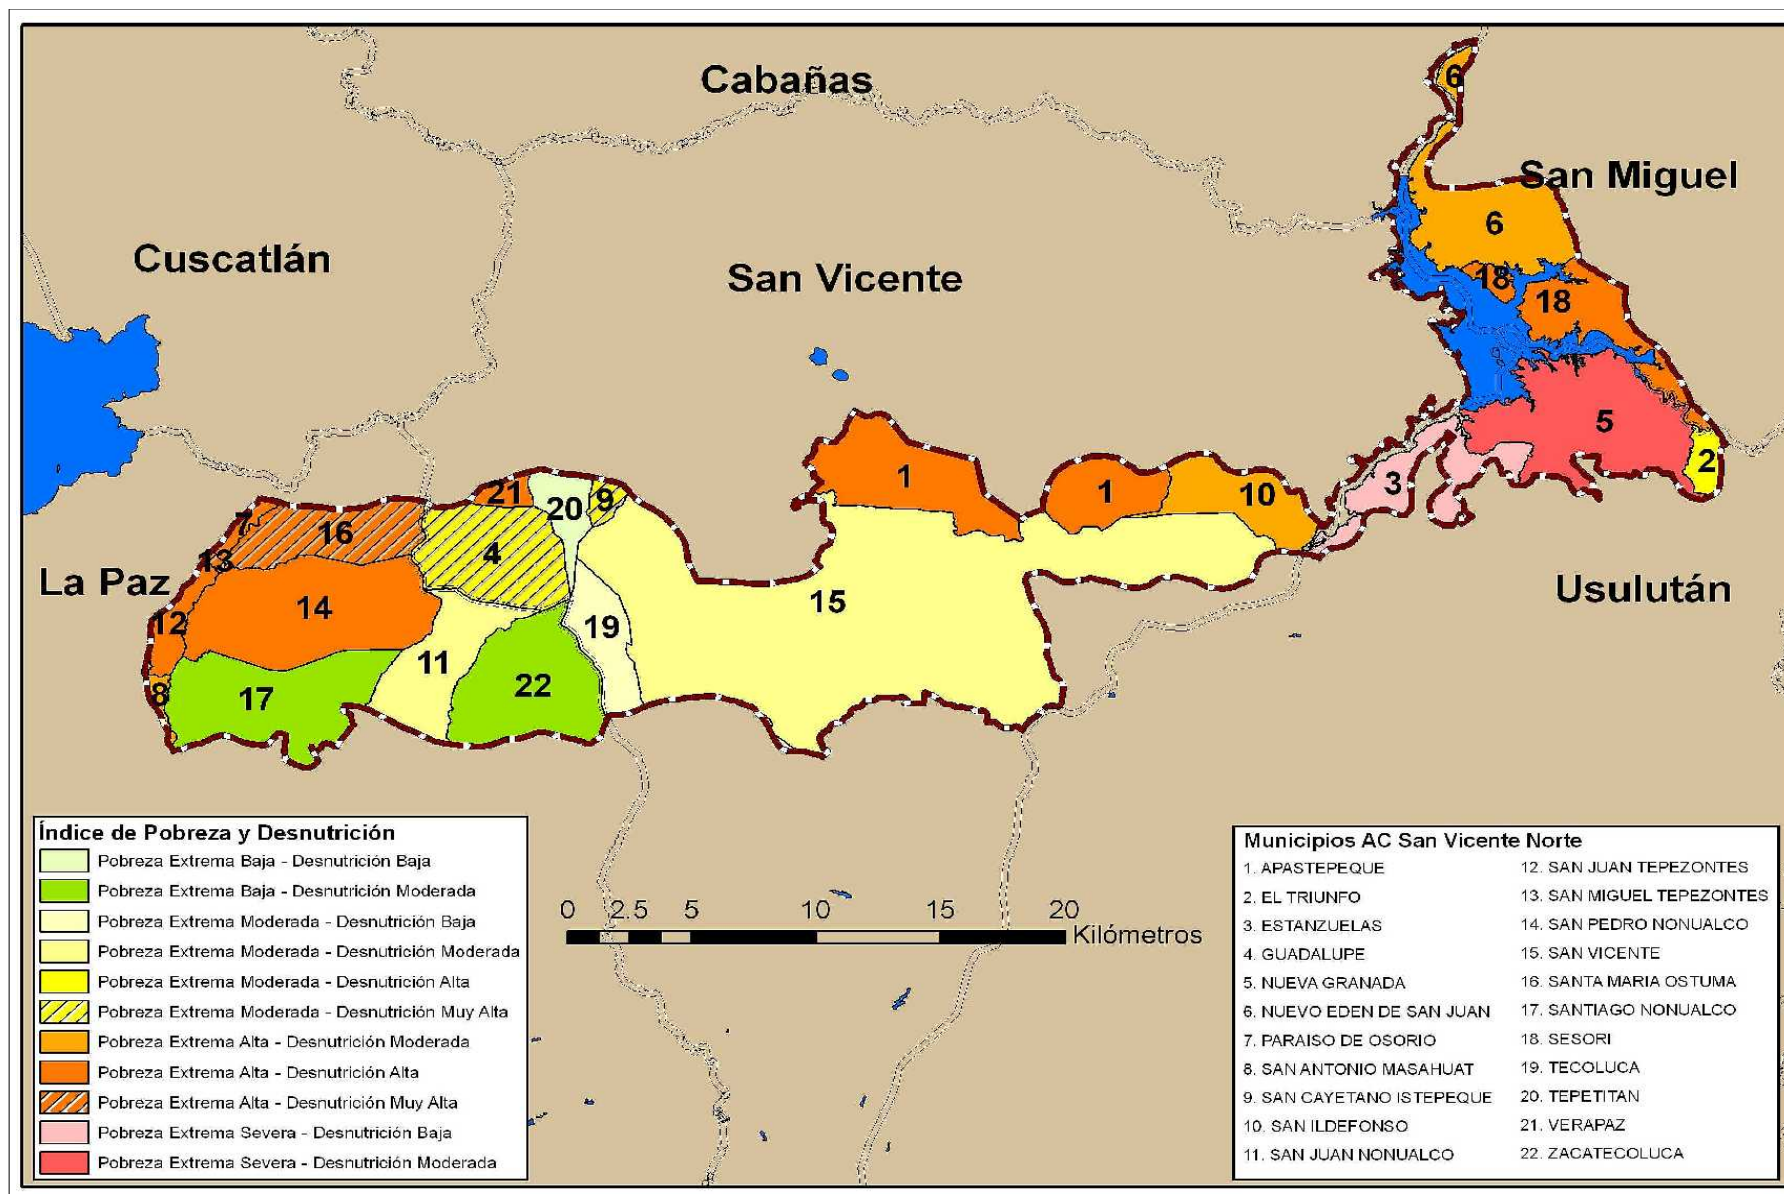 Cabañas
San Miguel
Cuscatlán
San Vicente
La Paz
Usulután
6
6
18
18
5
2
1
1
10
3
21
20
9
7
16
13
4
14
12
15
19
11
8
17
22
Índice de Pobreza y Desnutrición
Pobreza Extrema Baja - Desnutrición Baja
Pobreza Extrema Baja - Desnutrición Moderada
Pobreza Extrema Moderada - Desnutrición Baja
Pobreza Extrema Moderada - Desnutrición Moderada
Pobreza Extrema Moderada - Desnutrición Alta
Pobreza Extrema Moderada - Desnutrición Muy Alta
Pobreza Extrema Alta - Desnutrición Moderada
Pobreza Extrema Alta - Desnutrición Alta
Pobreza Extrema Alta - Desnutrición Muy Alta
Pobreza Extrema Severa - Desnutrición Baja
Pobreza Extrema Severa - Desnutrición Moderada
0 2.5 5 10 15 20
Kilómetros
Municipios AC San Vicente Norte
1. APASTEPEQUE
2. EL TRIUNFO
3. ESTANZUELAS
4. GUADALUPE
5. NUEVA GRANADA
6. NUEVO EDEN DE SAN JUAN
7. PARAISO DE OSORIO
8. SAN ANTONIO MASAHUAT
9. SAN CAYETANO ISTEPEQUE
10. SAN ILDEFONSO
11. SAN JUAN NONUALCO
12. SAN JUAN TEPEZONTES
13. SAN MIGUEL TEPEZONTES
14. SAN PEDRO NONUALCO
15. SAN VICENTE
16. SANTA MARIA OSTUMA
17. SANTIAGO NONUALCO
18. SESORI
19. TECOLUCA
20. TEPETITAN
21. VERAPAZ
22. ZACATECOLUCA